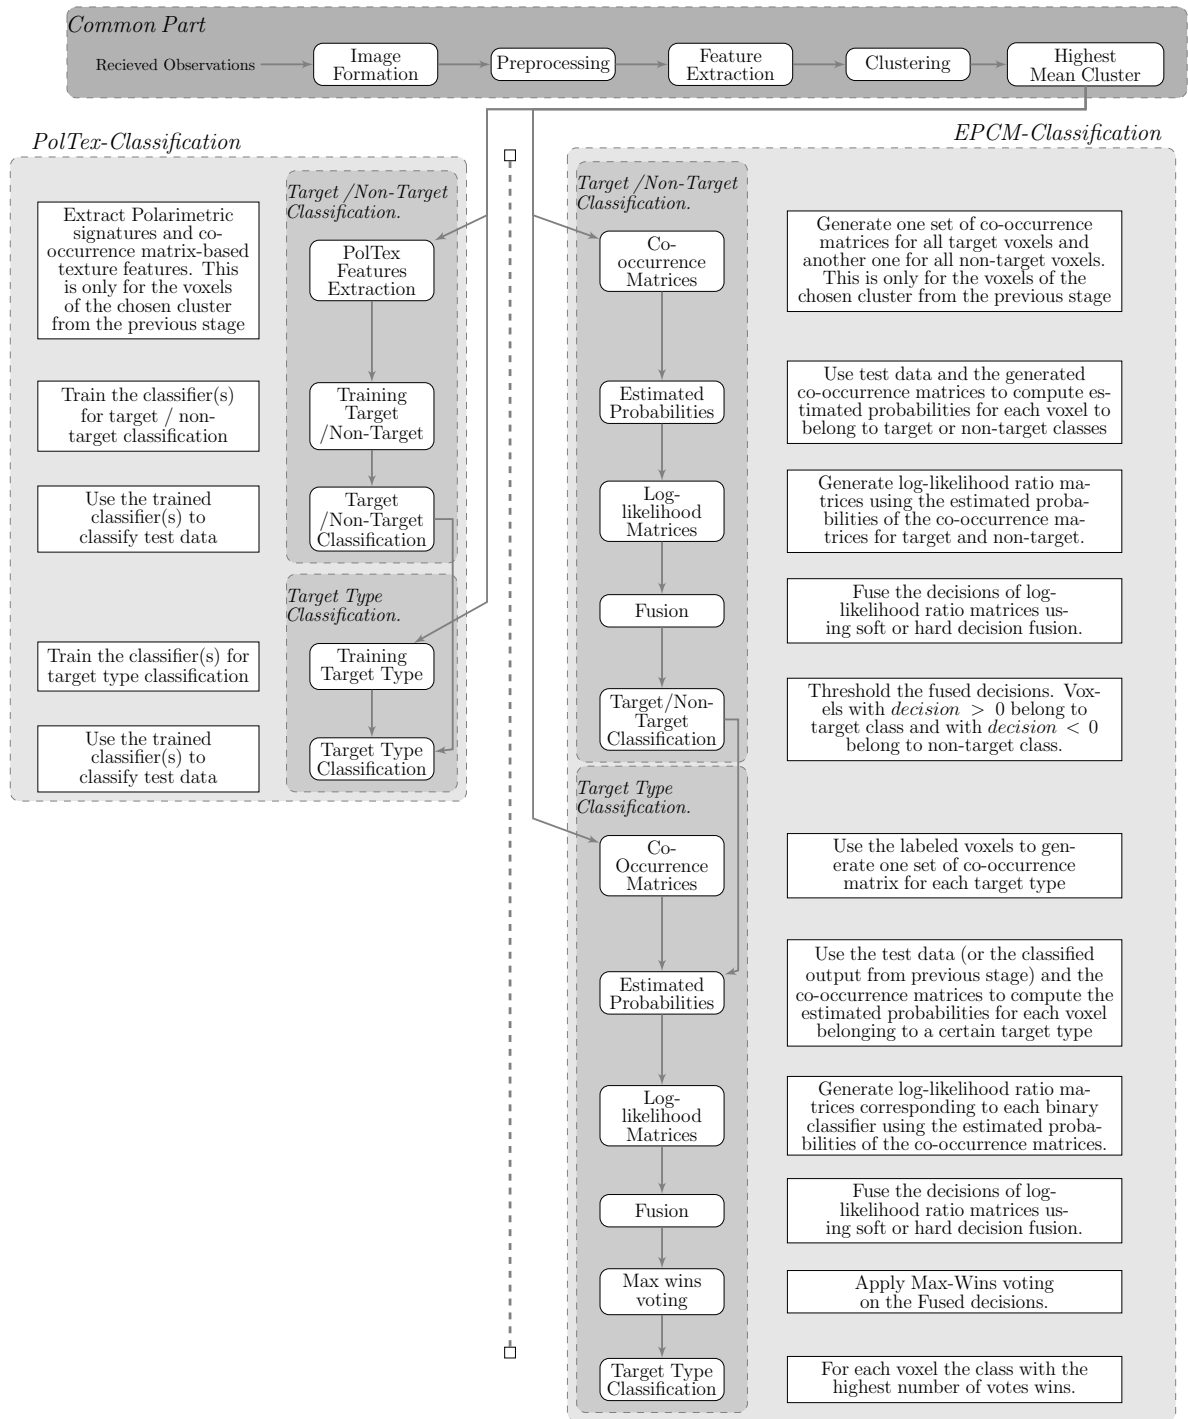 Common Part
Recieved Observations
Image
Formation
Preprocessing
Feature
Extraction
Clustering
Highest
Mean Cluster
PolTex-Classification
Target /Non-Target
Classification.
Extract Polarimetric
signatures and co-
occurrence matrix-based
texture features. This
is only for the voxels
of the chosen cluster
from the previous stage
PolTex
Features
Extraction
Train the classifier(s)
for target / non-
target classification
Training
Target
/Non-Target
Use the trained
classifier(s) to
classify test data
Target
/Non-Target
Classification
Target Type
Classification.
Train the classifier(s) for
target type classification
Training
Target Type
Use the trained
classifier(s) to
classify test data
Target Type
Classification
EPCM-Classification
Target /Non-Target
Classification.
Co-
occurrence
Matrices
Generate one set of co-occurrence
matrices for all target voxels and
another one for all non-target voxels.
This is only for the voxels of the
chosen cluster from the previous stage
Estimated
Probabilities
Use test data and the generated
co-occurrence matrices to compute es-
timated probabilities for each voxel to
belong to target or non-target classes
Log-
likelihood
Matrices
Generate log-likelihood ratio ma-
trices using the estimated proba-
bilities of the co-occurrence ma-
trices for target and non-target.
Fusion
Fuse the decisions of log-
likelihood ratio matrices us-
ing soft or hard decision fusion.
Target/Non-
Target
Classification
Threshold the fused decisions. Vox-
els with decision > 0 belong to
target class and with decision < 0
belong to non-target class.
Target Type
Classification.
Co-
Occurrence
Matrices
Use the labeled voxels to gen-
erate one set of co-occurrence
matrix for each target type
Estimated
Probabilities
Use the test data (or the classified
output from previous stage) and the
co-occurrence matrices to compute the
estimated probabilities for each voxel
belonging to a certain target type
Log-
likelihood
Matrices
Generate log-likelihood ratio ma-
trices corresponding to each binary
classifier using the estimated proba-
bilities of the co-occurrence matrices.
Fusion
Fuse the decisions of log-
likelihood ratio matrices us-
ing soft or hard decision fusion.
Max wins
voting
Apply Max-Wins voting
on the Fused decisions.
Target Type
Classification
For each voxel the class with the
highest number of votes wins.